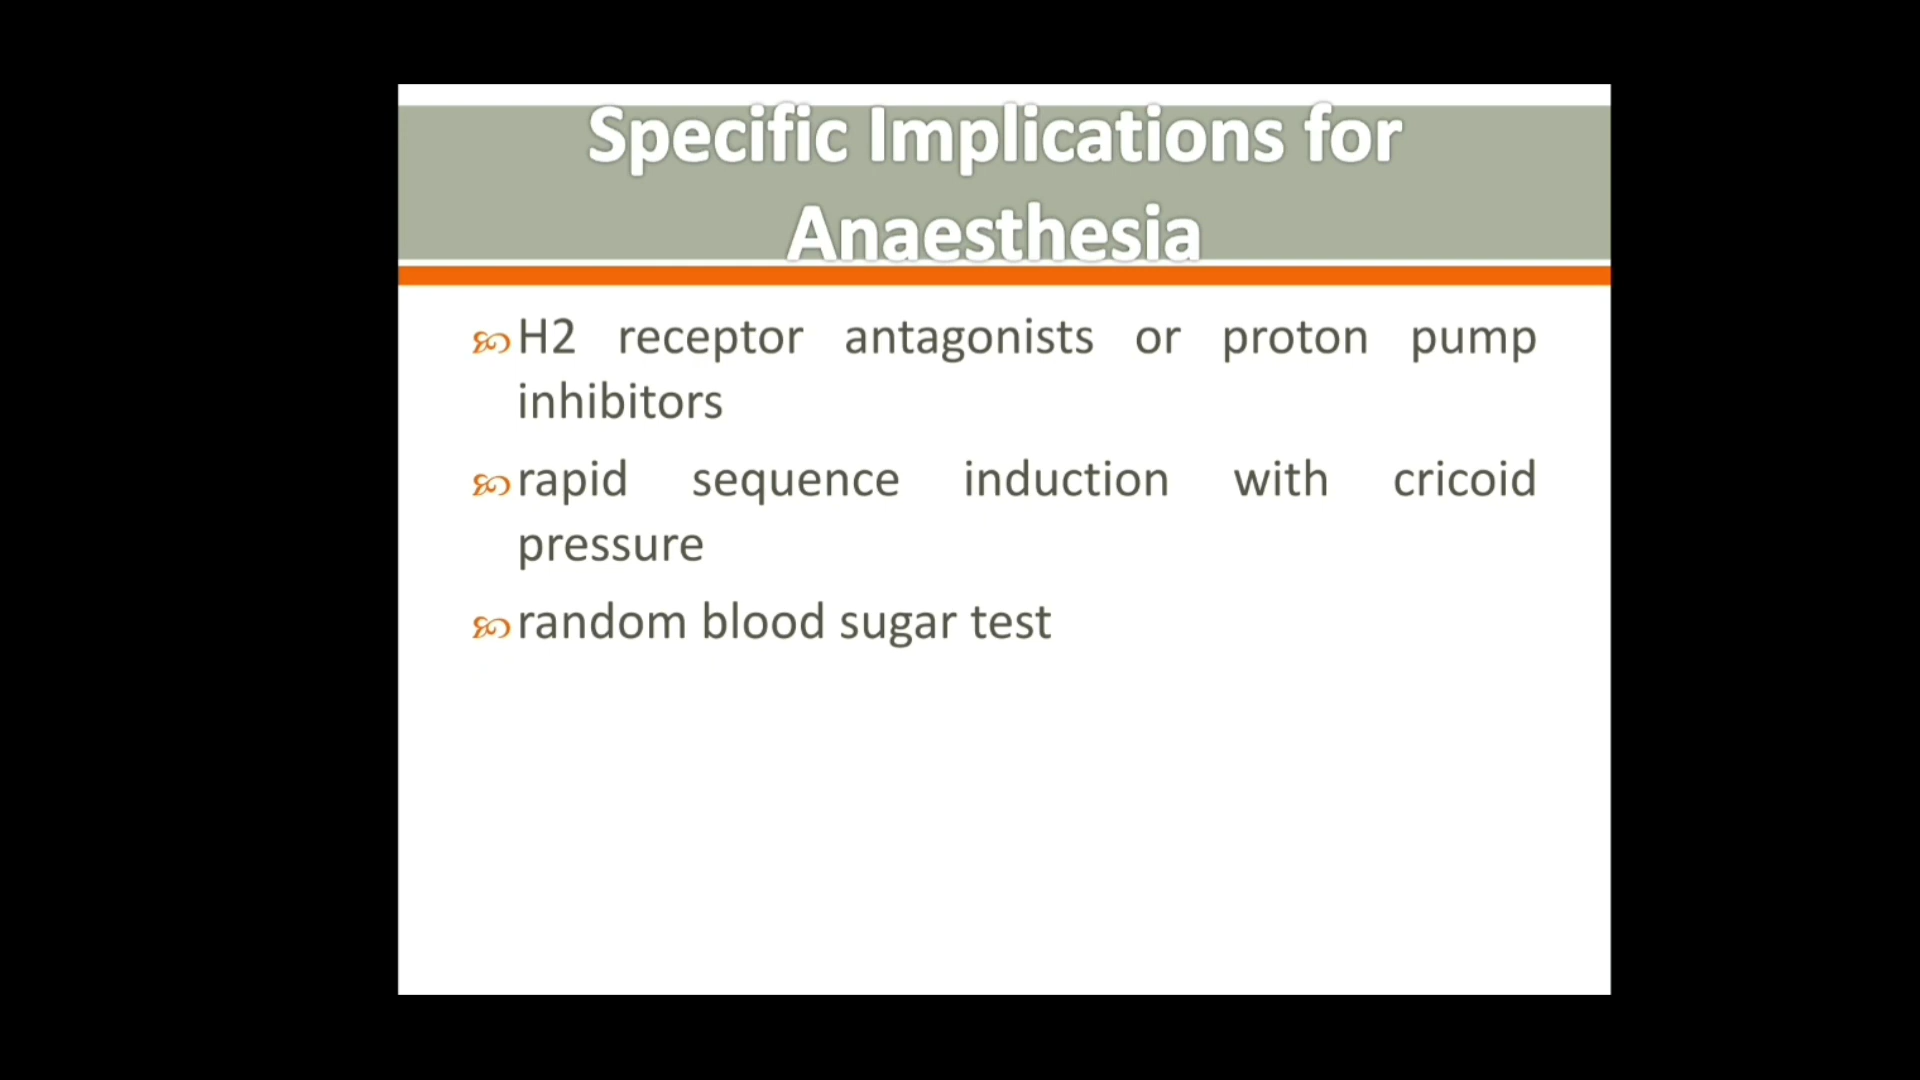 Specific Implications for
Anaesthesia
H2 receptor antagonists or proton pump
inhibitors
rapid sequence induction with cricoid
pressure
random blood sugar test